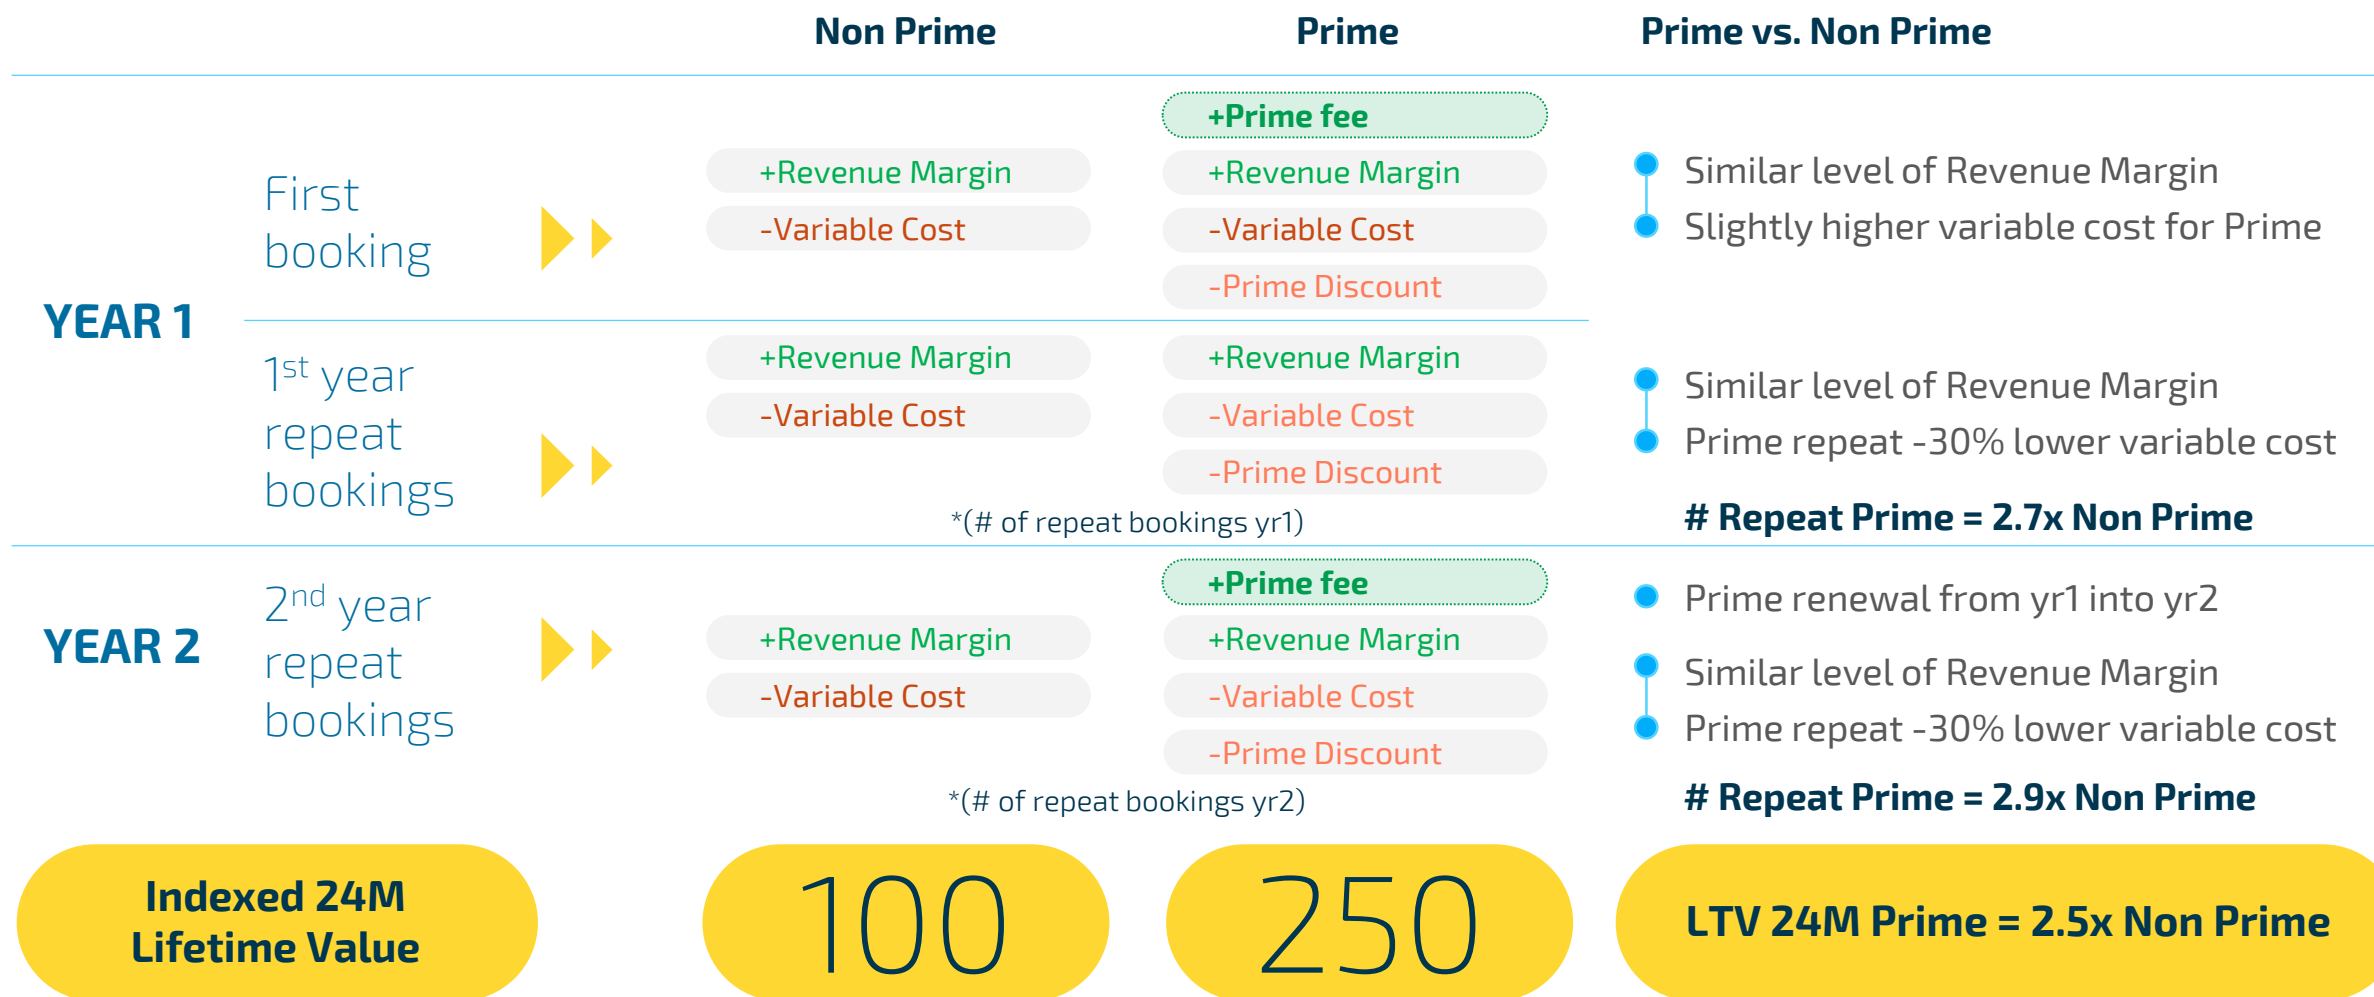 Non Prime
Prime
Prime vs. Non Prime
YEAR 1
First
booking
+Revenue Margin
-Variable Cost
+Prime fee
+Revenue Margin
-Variable Cost
-Prime Discount
Similar level of Revenue Margin
Slightly higher variable cost for Prime
1st year
repeat
bookings
+Revenue Margin
-Variable Cost
+Revenue Margin
-Variable Cost
-Prime Discount
*(# of repeat bookings yr1)
Similar level of Revenue Margin
Prime repeat -30% lower variable cost
# Repeat Prime = 2.7x Non Prime
YEAR 2
2nd year
repeat
bookings
+Revenue Margin
-Variable Cost
+Prime fee
+Revenue Margin
-Variable Cost
-Prime Discount
*(# of repeat bookings yr2)
Prime renewal from yr1 into yr2
Similar level of Revenue Margin
Prime repeat -30% lower variable cost
# Repeat Prime = 2.9x Non Prime
Indexed 24M
Lifetime Value
100
250
LTV 24M Prime = 2.5x Non Prime